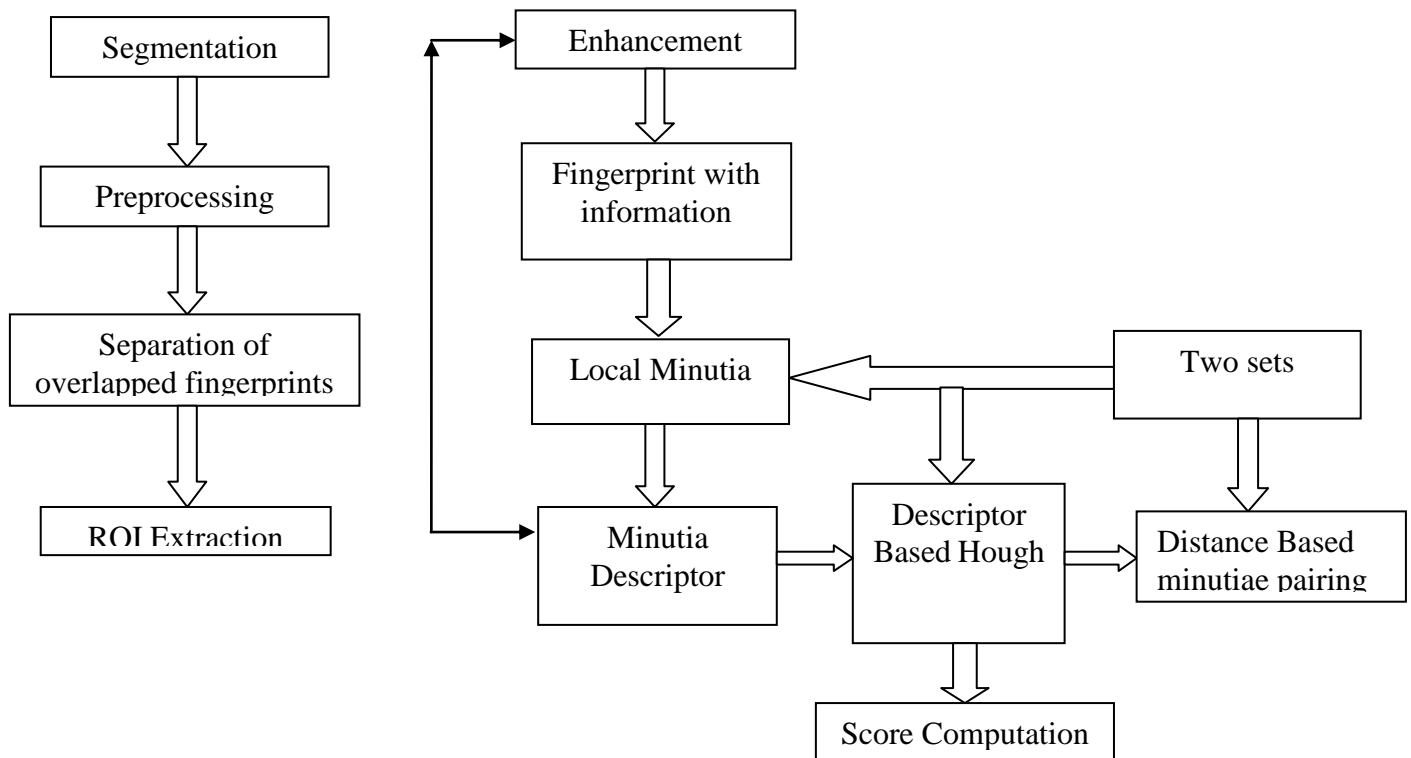 Segmentation
Preprocessing
Separation of
overlapped fingerprints
ROI Extraction
Enhancement
Fingerprint with
information
Local Minutia
Two sets
Minutia
Descriptor
Descriptor
Based Hough
Distance Based
minutiae pairing
Score Computation